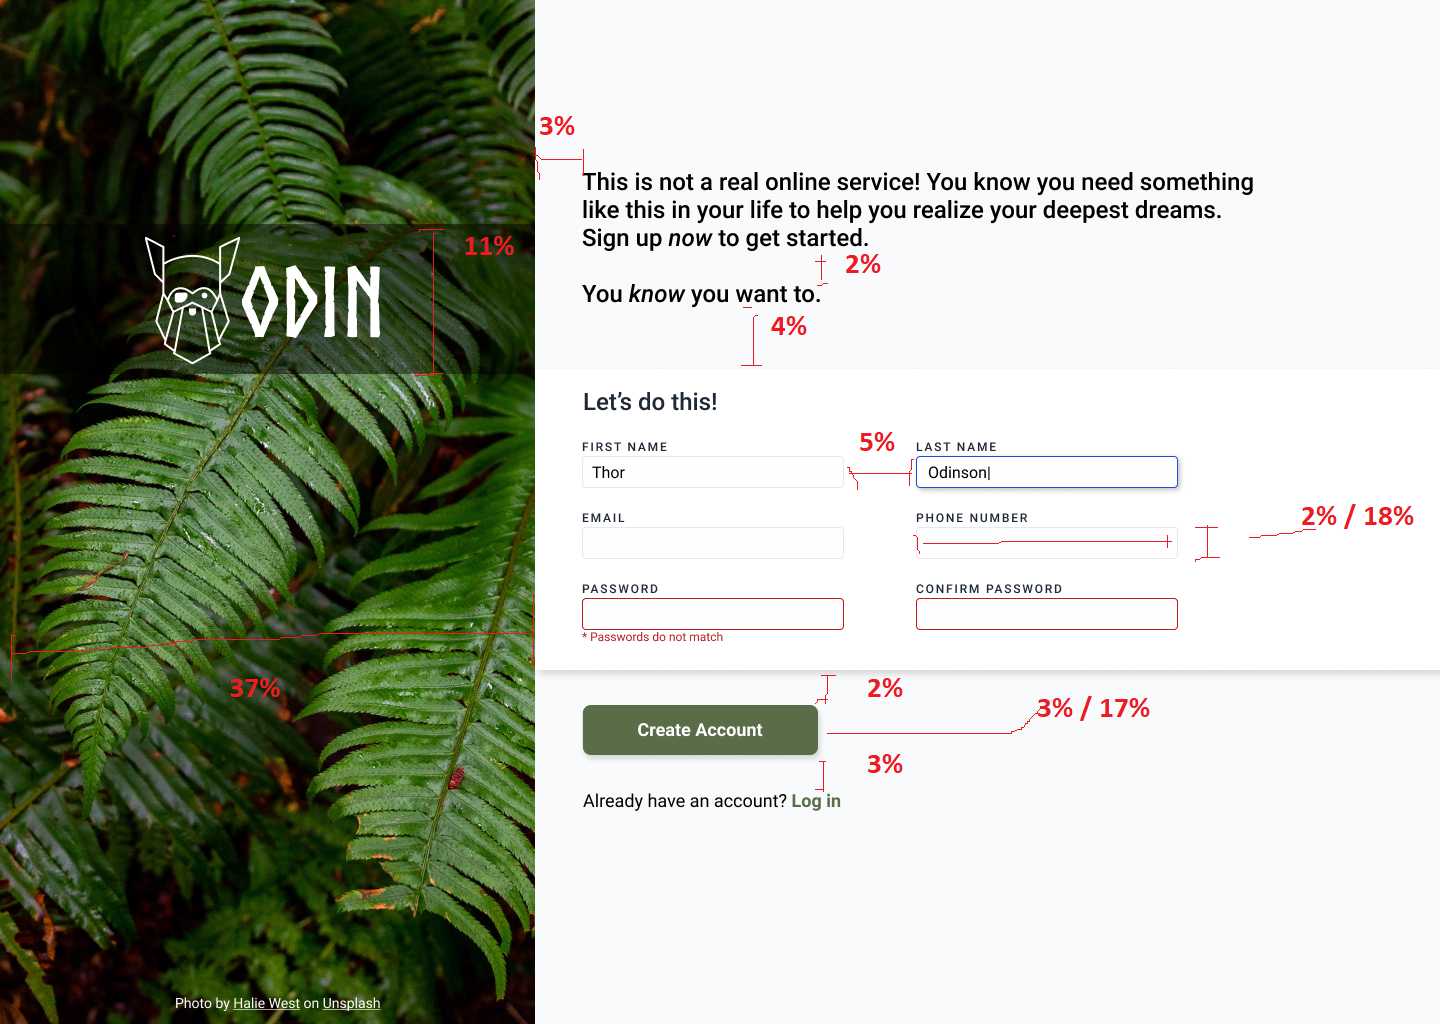 3%
This is not a real online service! You know you need something
like this in your life to help you realize your deepest dreams.
Sign up now to get started.
2%
You know you want to.
4%
11%
ODIN
Let’s do this!
5%
FIRST NAME
LAST NAME
Thor
Odinson|
2% / 18%
EMAIL
PHONE NUMBER
PASSWORD
CONFIRM PASSWORD
* Passwords do not match
37%
2%
3% / 17%
Create Account
3%
Already have an account? Log in
Photo by Halie West on Unsplash